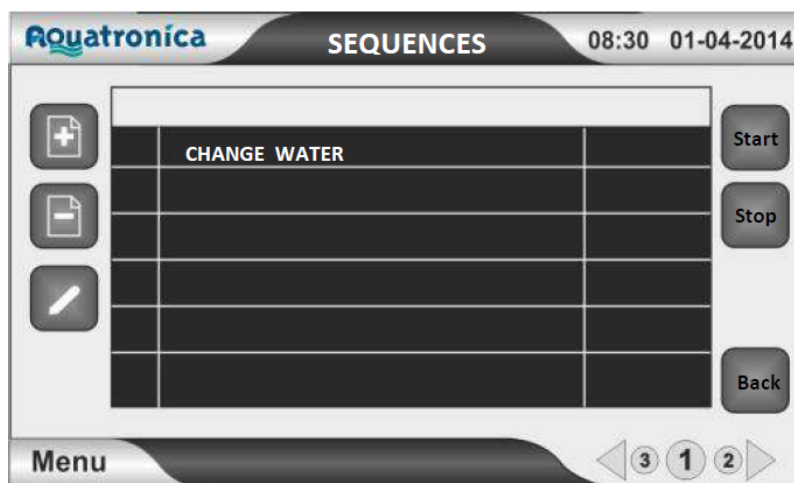 Aquatronica SEQUENCES 08:30 01-04-2014
Start
CHANGE WATER
Stop
Back
Menu 3 1 2